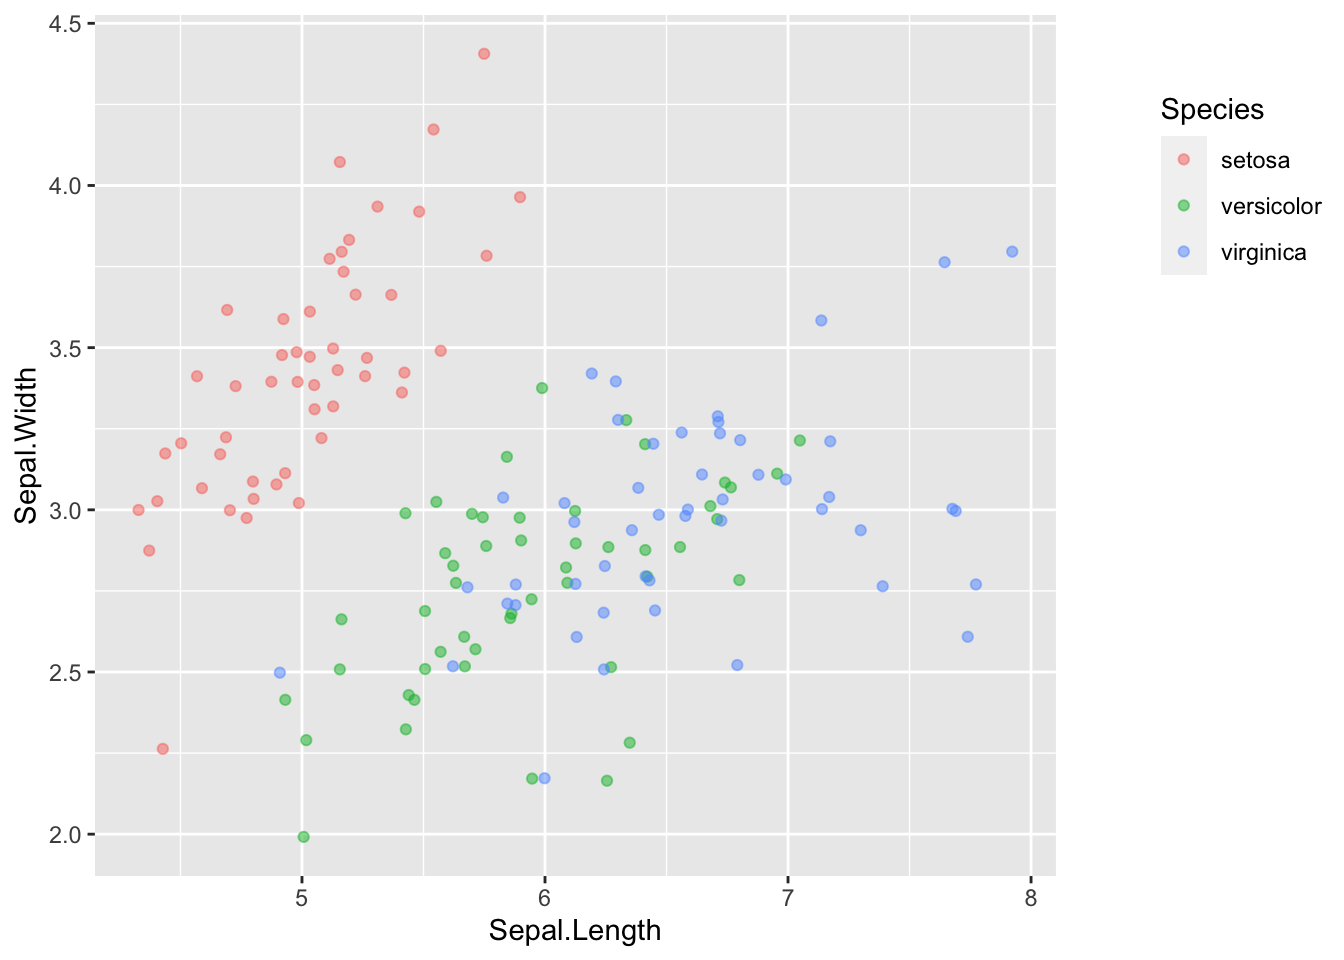 4.5
4.0
3.5
3.0
2.5
2.0
Sepal.Width
5 6 7 8
Sepal.Length
Species
setosa
versicolor
virginica